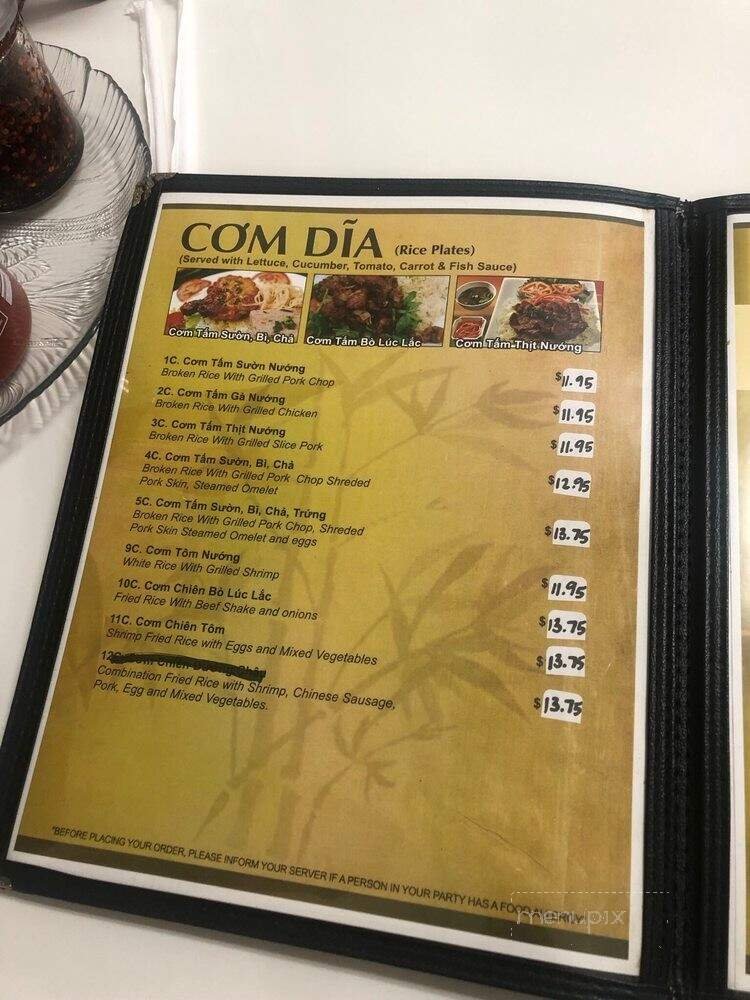 CƠM DĨA (Rice Plates)
(Served with Lettuce, Cucumber, Tomato, Carrot & Fish Sauce)
Cơm Tấm Sườn, Bì, Chả
Cơm Tấm Bò Lúc Lắc
Cơm Tấm Thịt Nướng
1C. Cơm Tấm Sườn Nướng
Broken Rice With Grilled Pork Chop
$11.95
2C. Cơm Tấm Gà Nướng
Broken Rice With Grilled Chicken
$11.95
3C. Cơm Tấm Thịt Nướng
Broken Rice With Grilled Slice Pork
$11.95
4C. Cơm Tấm Sườn, Bì, Chả
Broken Rice With Grilled Pork Chop Shreded
Pork Skin, Steamed Omelet
$12.95
5C. Cơm Tấm Sườn, Bì, Chả, Trứng
Broken Rice With Grilled Pork Chop, Shreded
Pork Skin Steamed Omelet and eggs
$13.75
9C. Cơm Tôm Nướng
White Rice With Grilled Shrimp
$11.95
10C. Cơm Chiên Bò Lúc Lắc
Fried Rice With Beef Shake and onions
$13.75
11C. Cơm Chiên Tôm
Shrimp Fried Rice with Eggs and Mixed Vegetables
$13.75
Combination Fried Rice with Shrimp, Chinese Sausage,
Pork, Egg and Mixed Vegetables.
$13.75
*BEFORE PLACING YOUR ORDER, PLEASE INFORM YOUR SERVER IF A PERSON IN YOUR PARTY HAS A FOOD ALLERGY*
menupix